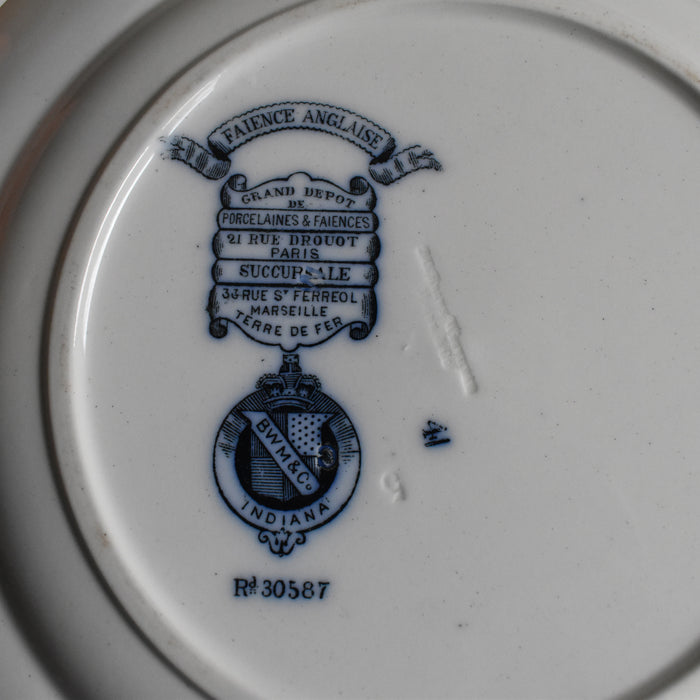 FAIENCE ANGLAISE
GRAND DEPOT
DE
PORCELAINES & FAIENCES
21 RUE DROUOT
PARIS
SUCCURSALE
33 RUE ST FERREOL
MARSEILLE
TERRE DE FER
BWM & Co
INDIANA
Rd. 30587